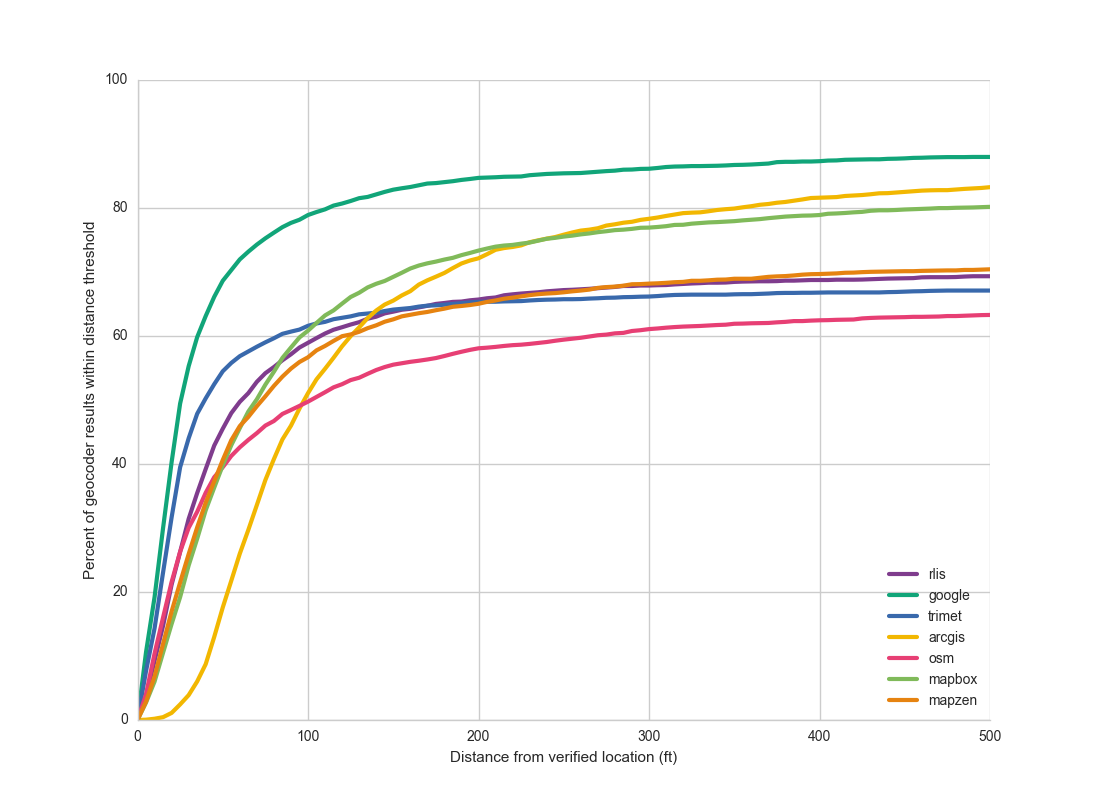 100
80
60
40
20
0
Percent of geocoder results within distance threshold
0 100 200 300 400 500
Distance from verified location (ft)
rlis
google
trimet
arcgis
osm
mapbox
mapzen